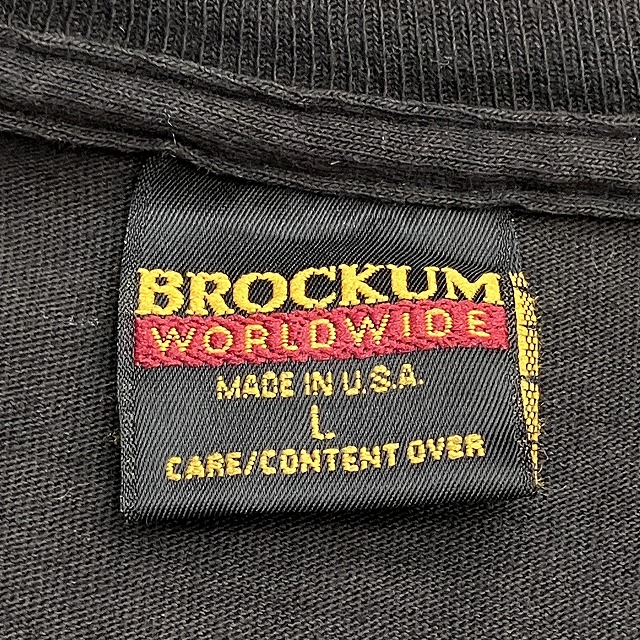 BROCKUM
WORLDWIDE
MADE IN U.S.A.
L
CARE/CONTENT OVER